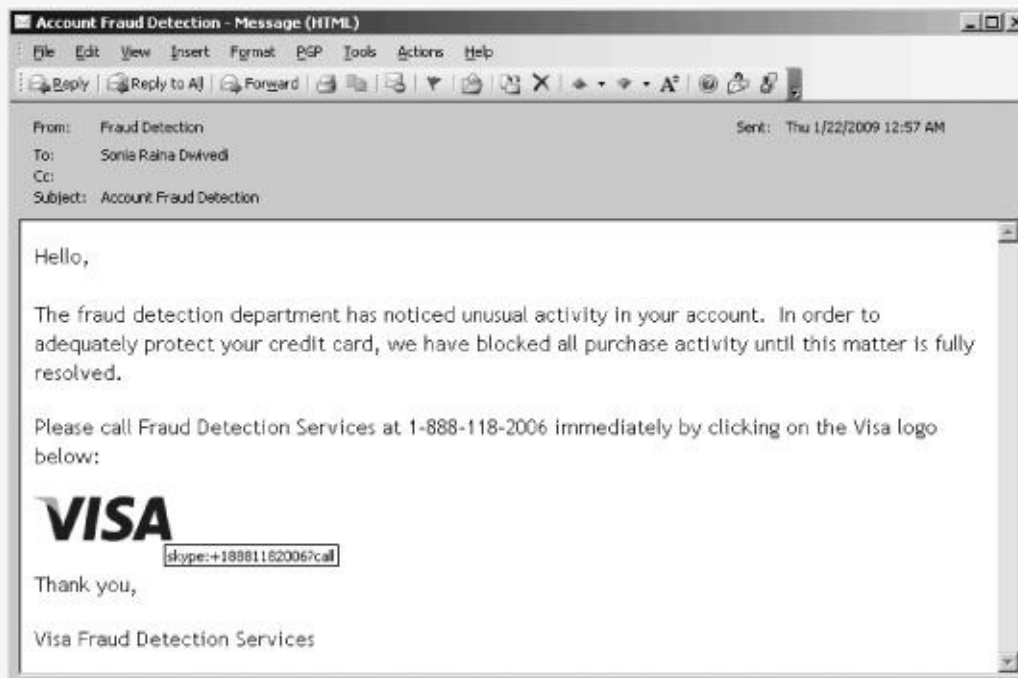 Account Fraud Detection - Message (HTML)
File Edit View Insert Format PGP Tools Actions Help
Reply Reply to All Forward
From: Fraud Detection Sent: Thu 1/22/2009 12:57 AM
To: Sonia Raina Dwivedi
Cc:
Subject: Account Fraud Detection
Hello,
The fraud detection department has noticed unusual activity in your account. In order to
adequately protect your credit card, we have blocked all purchase activity until this matter is fully
resolved.
Please call Fraud Detection Services at 1-888-118-2006 immediately by clicking on the Visa logo
below:
VISA
skype:+18881182006?call
Thank you,
Visa Fraud Detection Services